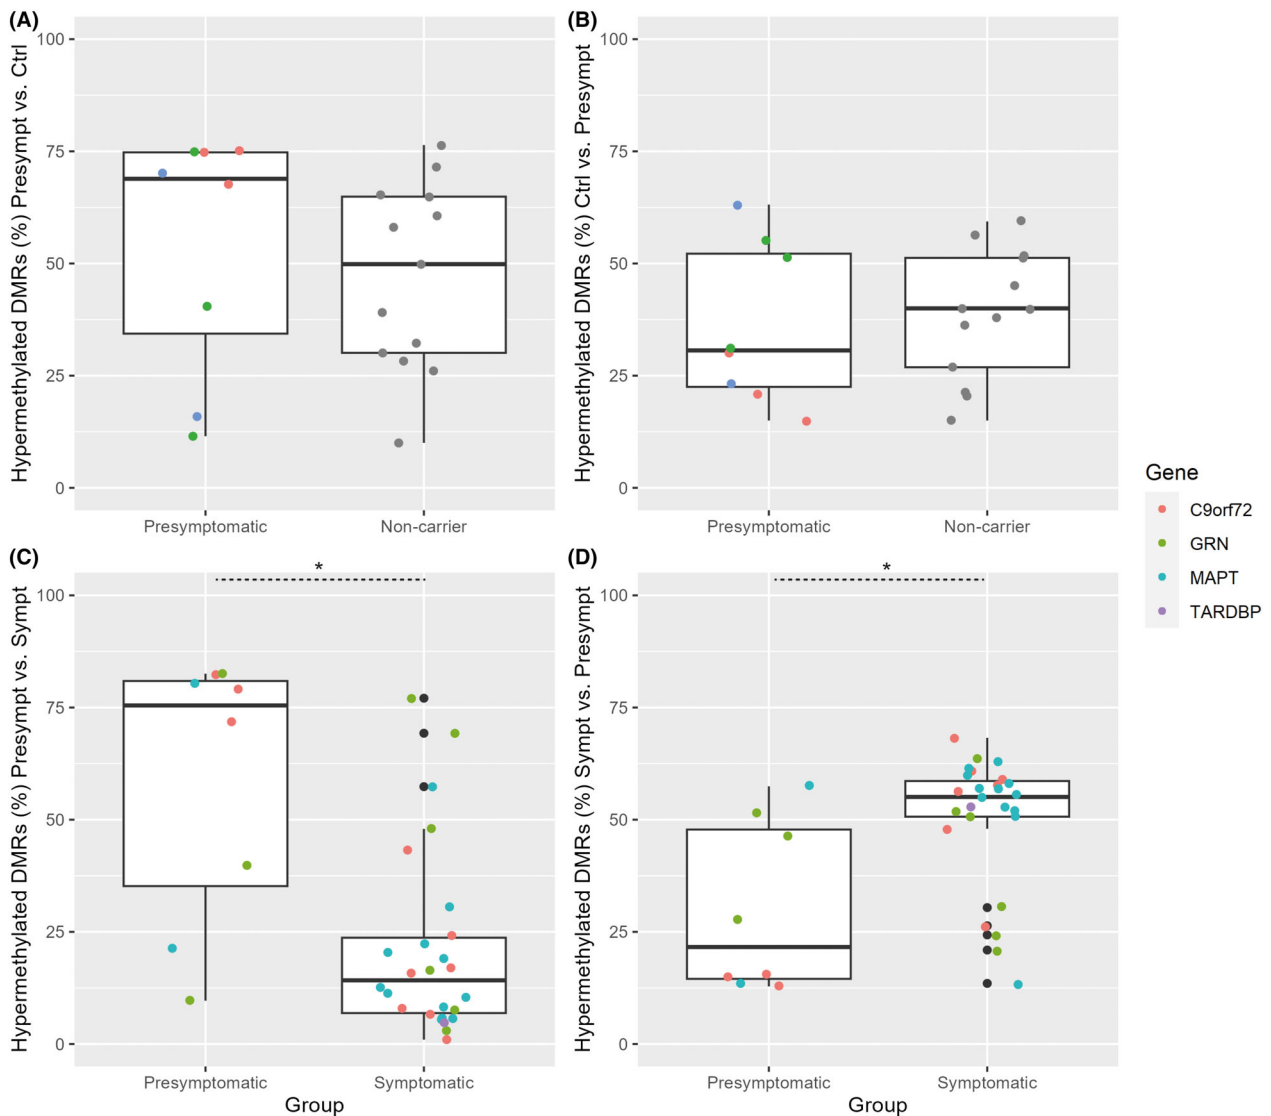 (A)
Hypermethylated DMRs (%) Presympt vs. Ctrl
100
75
50
25
0
Presymptomatic
Non-carrier
(B)
Hypermethylated DMRs (%) Ctrl vs. Presympt
100
75
50
25
0
Presymptomatic
Non-carrier
(C)
Hypermethylated DMRs (%) Presympt vs. Sympt
100
75
50
25
0
*
Presymptomatic
Symptomatic
Group
(D)
Hypermethylated DMRs (%) Sympt vs. Presympt
100
75
50
25
0
*
Presymptomatic
Symptomatic
Group
Gene
C9orf72
GRN
MAPT
TARDBP